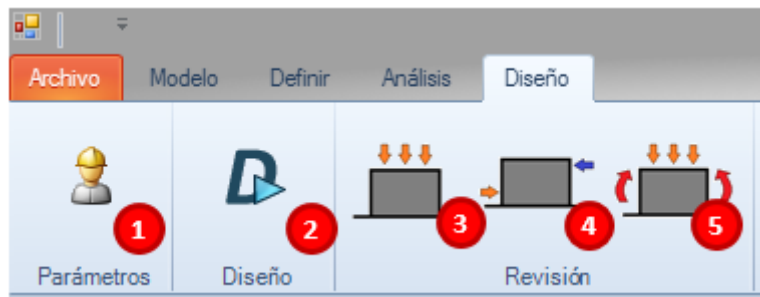 Archivo Modelo Definir Análisis Diseño
D
1 2 3 4 5
Parámetros Diseño Revisión